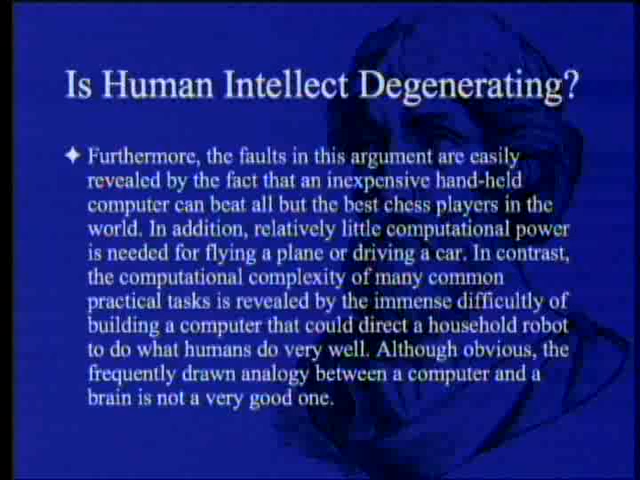 Is Human Intellect Degenerating?
Furthermore, the faults in this argument are easily
revealed by the fact that an inexpensive hand-held
computer can beat all but the best chess players in the
world. In addition, relatively little computational power
is needed for flying a plane or driving a car. In contrast,
the computational complexity of many common
practical tasks is revealed by the immense difficultly of
building a computer that could direct a household robot
to do what humans do very well. Although obvious, the
frequently drawn analogy between a computer and a
brain is not a very good one.